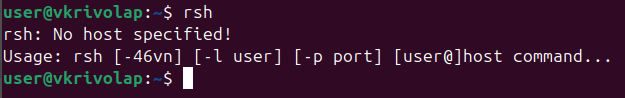 user@vkrivolap:~$ rsh
rsh: No host specified!
Usage: rsh [-46vn] [-l user] [-p port] [user@]host command...
user@vkrivolap:~$